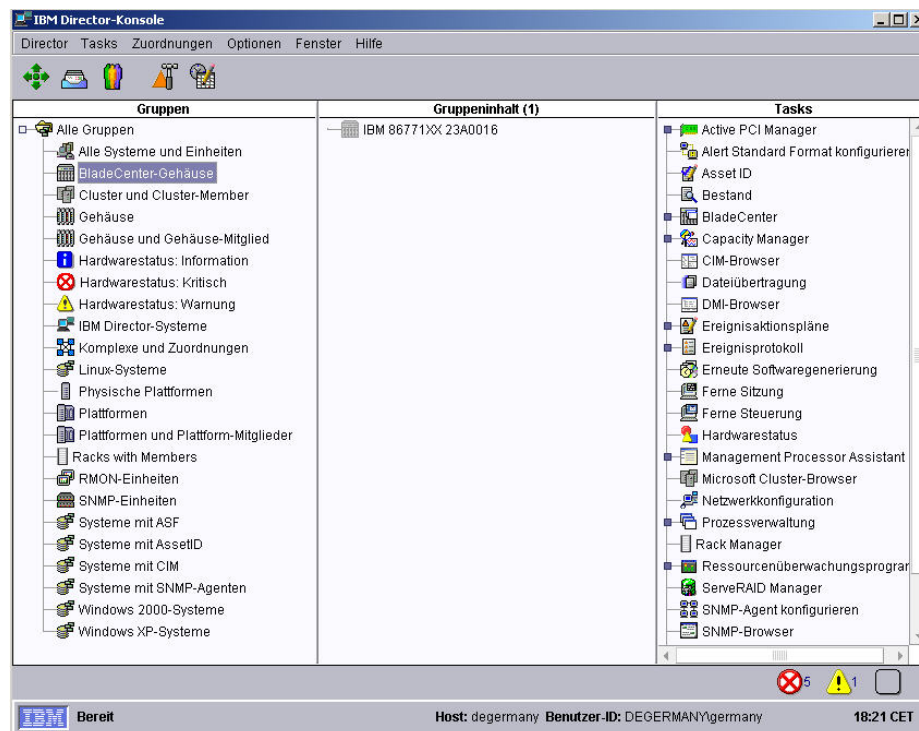 IBM Director-Konsole
Director Tasks Zuordnungen Optionen Fenster Hilfe
Gruppen
Alle Gruppen
Alle Systeme und Einheiten
BladeCenter-Gehäuse
Cluster und Cluster-Member
Gehäuse
Gehäuse und Gehäuse-Mitglied
Hardwarestatus: Information
Hardwarestatus: Kritisch
Hardwarestatus: Warnung
IBM Director-Systeme
Komplexe und Zuordnungen
Linux-Systeme
Physische Plattformen
Plattformen
Plattformen und Plattform-Mitglieder
Racks with Members
RMON-Einheiten
SNMP-Einheiten
Systeme mit ASF
Systeme mit AssetID
Systeme mit CIM
Systeme mit SNMP-Agenten
Windows 2000-Systeme
Windows XP-Systeme
Gruppeninhalt (1)
IBM 86771XX 23A0016
Tasks
Active PCI Manager
Alert Standard Format konfigurieren
Asset ID
Bestand
BladeCenter
Capacity Manager
CIM-Browser
Dateiübertragung
DMI-Browser
Ereignisaktionspläne
Ereignisprotokoll
Erneute Softwaregenerierung
Ferne Sitzung
Ferne Steuerung
Hardwarestatus
Management Processor Assistant
Microsoft Cluster-Browser
Netzwerkkonfiguration
Prozessverwaltung
Rack Manager
Ressourcenüberwachungsprograr
ServeRAID Manager
SNMP-Agent konfigurieren
SNMP-Browser
5 1
IBM Bereit Host: degermany Benutzer-ID: DEGERMANY\germany 18:21 CET